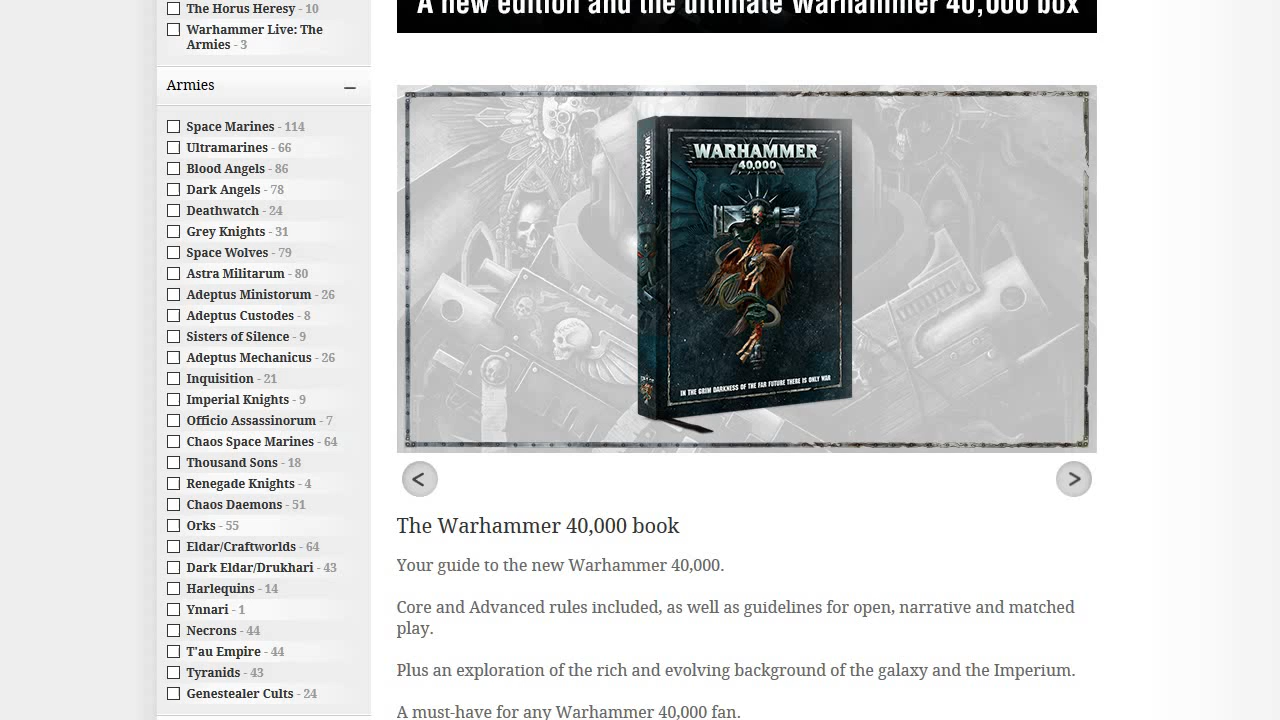 The Horus Heresy - 10
Warhammer Live: The
Armies - 3
Armies
Space Marines - 114
Ultramarines - 66
Blood Angels - 86
Dark Angels - 78
Deathwatch - 24
Grey Knights - 31
Space Wolves - 79
Astra Militarum - 80
Adeptus Ministorum - 26
Adeptus Custodes - 8
Sisters of Silence - 9
Adeptus Mechanicus - 26
Inquisition - 21
Imperial Knights - 9
Officio Assassinorum - 7
Chaos Space Marines - 64
Thousand Sons - 18
Renegade Knights - 4
Chaos Daemons - 51
Orks - 55
Eldar/Craftworlds - 64
Dark Eldar/Drukhari - 43
Harlequins - 14
Ynnari - 1
Necrons - 44
T'au Empire - 44
Tyranids - 43
Genestealer Cults - 24
A new edition and the ultimate Warhammer 40,000 box
WARHAMMER
40,000
WARHAMMER
40,000
IN THE GRIM DARKNESS OF THE FAR FUTURE THERE IS ONLY WAR
<
>
The Warhammer 40,000 book
Your guide to the new Warhammer 40,000.
Core and Advanced rules included, as well as guidelines for open, narrative and matched
play.
Plus an exploration of the rich and evolving background of the galaxy and the Imperium.
A must-have for any Warhammer 40,000 fan.